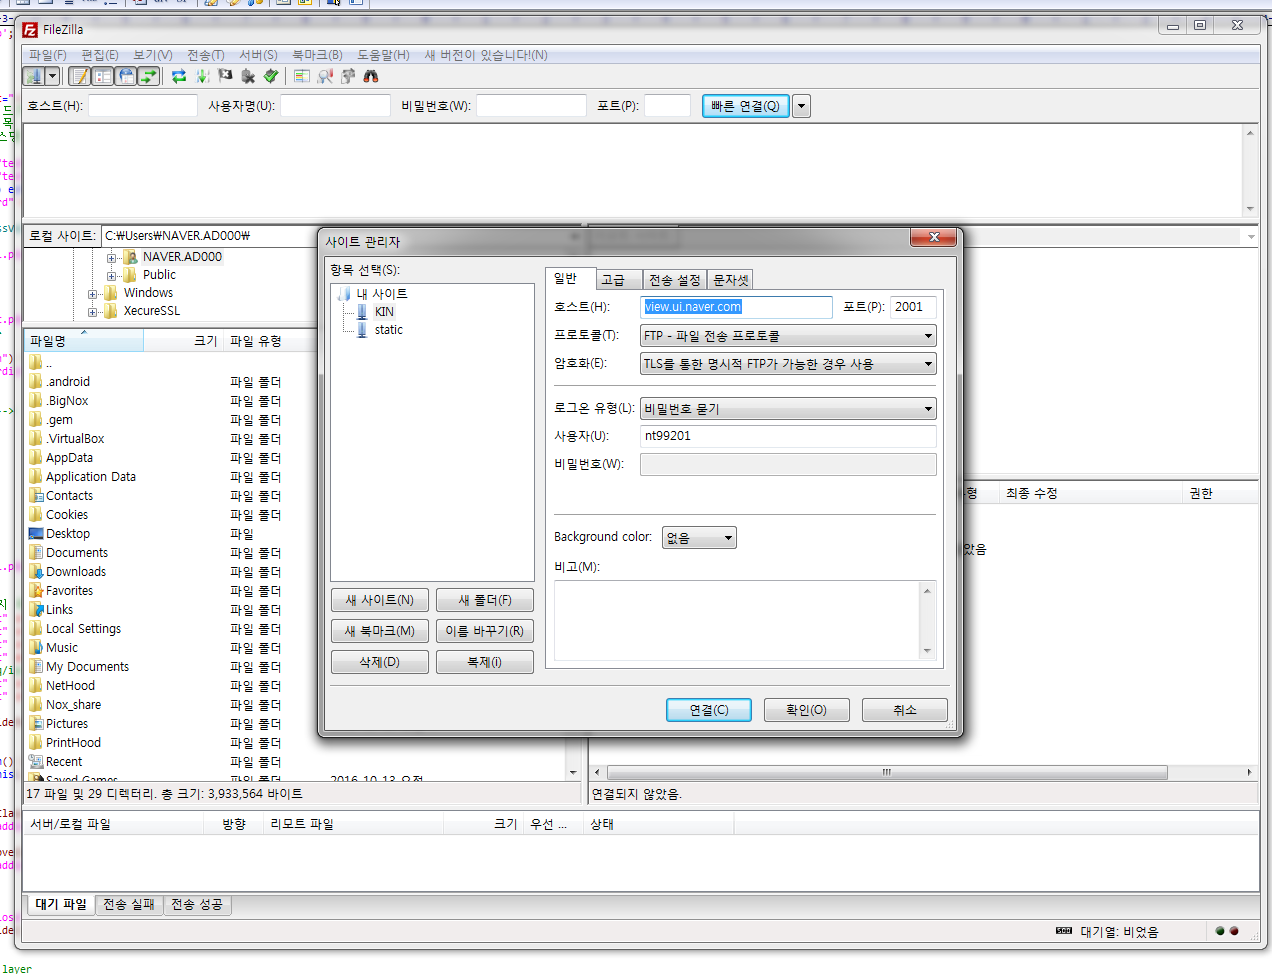 FileZilla
파일(F) 편집(E) 보기(V) 전송(T) 서버(S) 북마크(B) 도움말(H) 새 버전이 있습니다!(N)
호스트(H): 사용자명(U): 비밀번호(W): 포트(P): 빠른 연결(Q)
로컬 사이트: C:₩Users₩NAVER.AD000₩
NAVER.AD000
Public
Windows
XecureSSL
파일명 크기 파일 유형
..
.android 파일 폴더
.BigNox 파일 폴더
.gem 파일 폴더
.VirtualBox 파일 폴더
AppData 파일 폴더
Application Data 파일 폴더
Contacts 파일 폴더
Cookies 파일 폴더
Desktop 파일
Documents 파일 폴더
Downloads 파일 폴더
Favorites 파일 폴더
Links 파일 폴더
Local Settings 파일 폴더
Music 파일 폴더
My Documents 파일 폴더
NetHood 파일 폴더
Nox_share 파일 폴더
Pictures 파일 폴더
PrintHood 파일 폴더
Recent 파일 폴더
Saved Games 파일 폴더 2016-10-13 오전
17 파일 및 29 디렉터리. 총 크기: 3,933,564 바이트
사이트 관리자
항목 선택(S):
내 사이트
KIN
static
새 사이트(N) 새 폴더(F)
새 북마크(M) 이름 바꾸기(R)
삭제(D) 복제(i)
일반 고급 전송 설정 문자셋
호스트(H): view.ui.naver.com 포트(P): 2001
프로토콜(T): FTP - 파일 전송 프로토콜
암호화(E): TLS를 통한 명시적 FTP가 가능한 경우 사용
로그온 유형(L): 비밀번호 묻기
사용자(U): nt99201
비밀번호(W):
Background color: 없음
비고(M):
연결(C) 확인(O) 취소
형 최종 수정 권한
았음
연결되지 않았음.
서버/로컬 파일 방향 리모트 파일 크기 우선 ... 상태
대기 파일 전송 실패 전송 성공
대기열: 비었음
layer